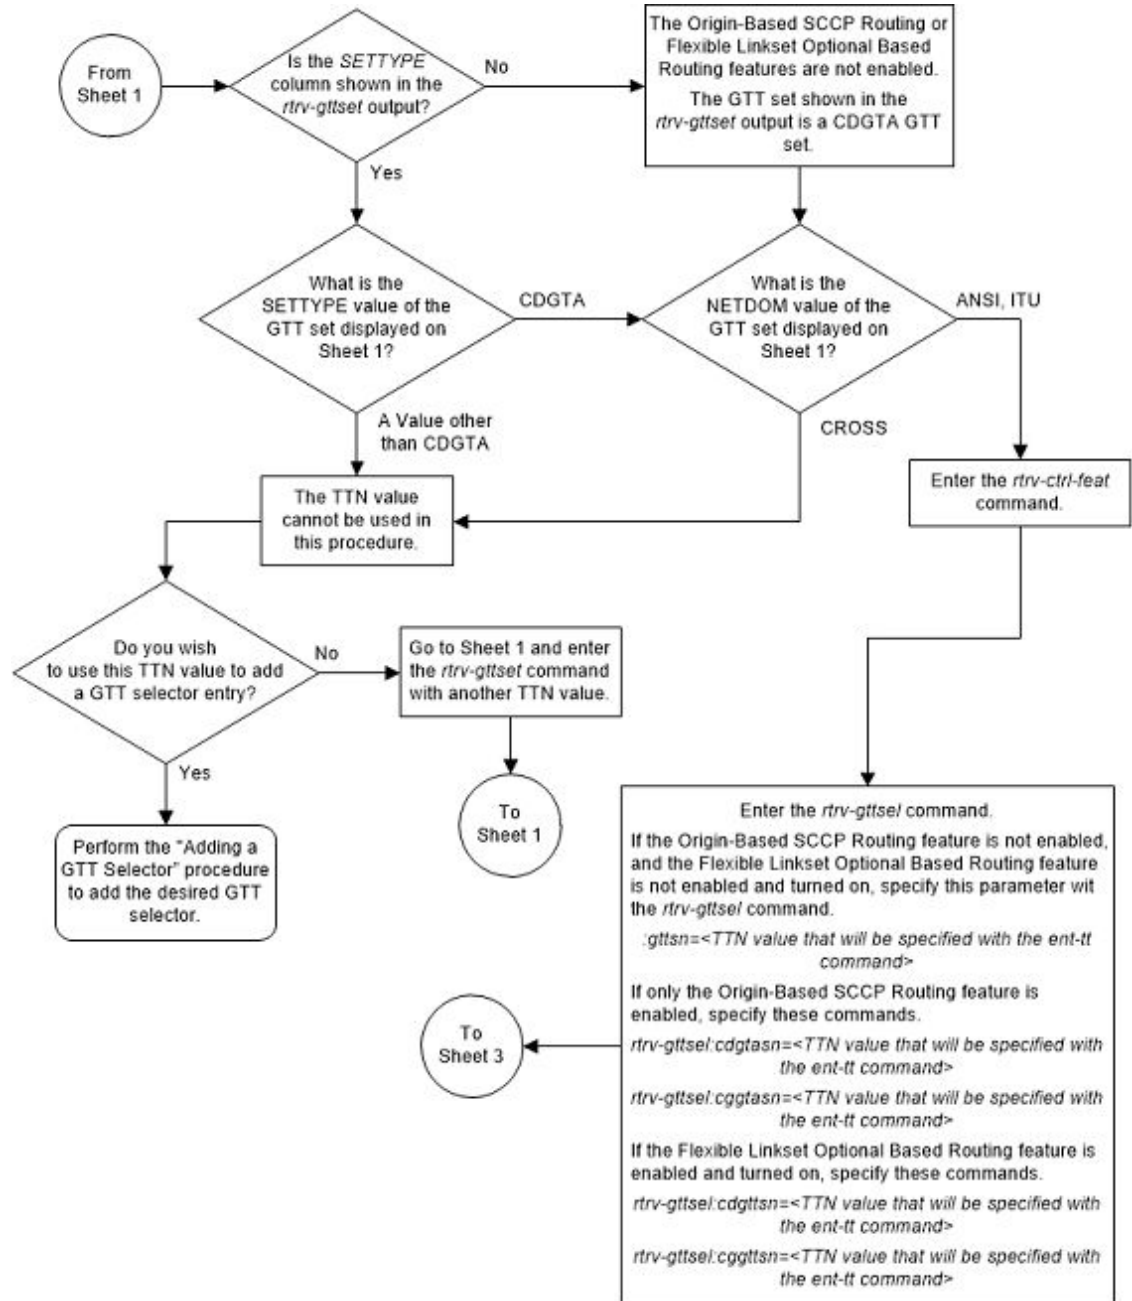 From
Sheet 1
Is the SETTYPE
column shown in the
rtrv-gttset output?
No
Yes
The Origin-Based SCCP Routing or
Flexible Linkset Optional Based
Routing features are not enabled.
The GTT set shown in the
rtrv-gttset output is a CDGTA GTT
set.
What is the
SETTYPE value of the
GTT set displayed on
Sheet 1?
CDGTA
A Value other
than CDGTA
What is the
NETDOM value of the
GTT set displayed on
Sheet 1?
ANSI, ITU
CROSS
The TTN value
cannot be used in
this procedure.
Enter the rtrv-ctrl-feat
command.
Do you wish
to use this TTN value to add
a GTT selector entry?
No
Yes
Go to Sheet 1 and enter
the rtrv-gttset command
with another TTN value.
To
Sheet 1
Perform the "Adding a
GTT Selector" procedure
to add the desired GTT
selector.
Enter the rtrv-gttsel command.
If the Origin-Based SCCP Routing feature is not enabled,
and the Flexible Linkset Optional Based Routing feature
is not enabled and turned on, specify this parameter wit
the rtrv-gttsel command.
:gttsn=<TTN value that will be specified with the ent-tt
command>
If only the Origin-Based SCCP Routing feature is
enabled, specify these commands.
rtrv-gttsel:cdgtasn=<TTN value that will be specified with
the ent-tt command>
rtrv-gttsel:cggtasn=<TTN value that will be specified with
the ent-tt command>
If the Flexible Linkset Optional Based Routing feature is
enabled and turned on, specify these commands.
rtrv-gttsel:cdgttsn=<TTN value that will be specified with
the ent-tt command>
rtrv-gttsel:cggttsn=<TTN value that will be specified with
the ent-tt command>
To
Sheet 3